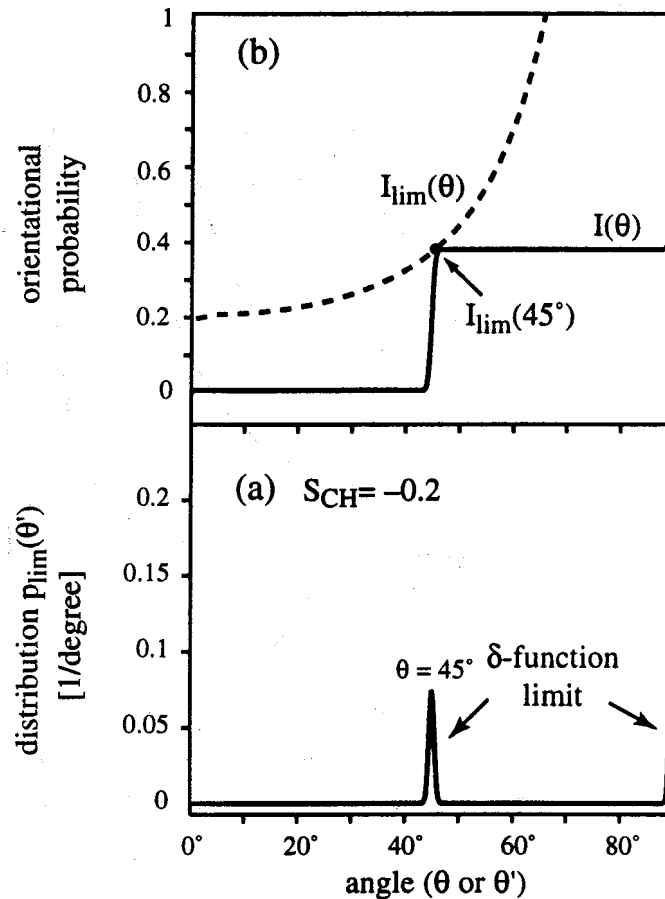 1
(b)
0.8
0.6
0.4
0.2
0
orientational
probability
I_lim(θ)
I(θ)
I_lim(45°)
(a) S_CH= –0.2
0.2
0.15
0.1
0.05
0
distribution p_lim(θ')
[1/degree]
θ = 45°
δ-function
limit
0° 20° 40° 60° 80°
angle (θ or θ')